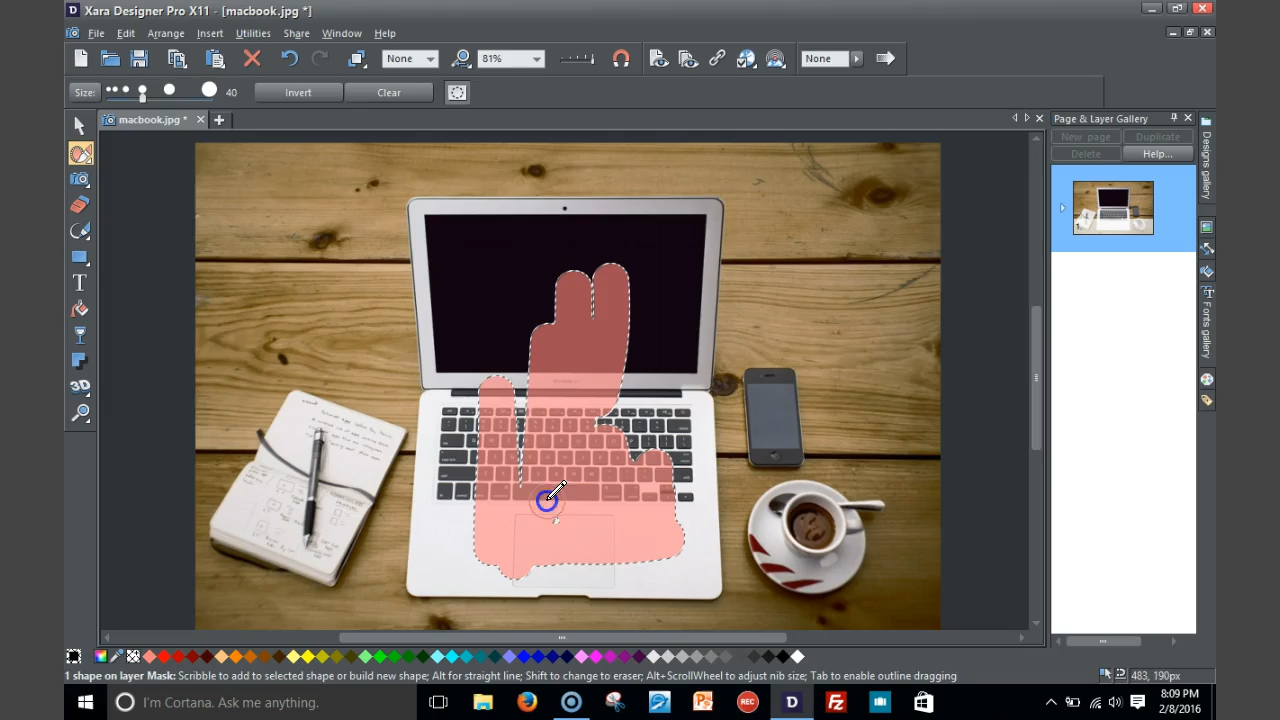 Xara Designer Pro X11 - [macbook.jpg *]
File Edit Arrange Insert Utilities Share Window Help
None 81% None
Size: 40 Invert Clear
macbook.jpg *
Page & Layer Gallery
New page Duplicate
Delete Help...
Designs gallery
Fonts gallery
T
3D
1 shape on layer Mask: Scribble to add to selected shape or build new shape; Alt for straight line; Shift to change to eraser; Alt+ScrollWheel to adjust nib size; Tab to enable outline dragging
483, 190px
I'm Cortana. Ask me anything.
REC
D
Fz
8:09 PM
2/8/2016